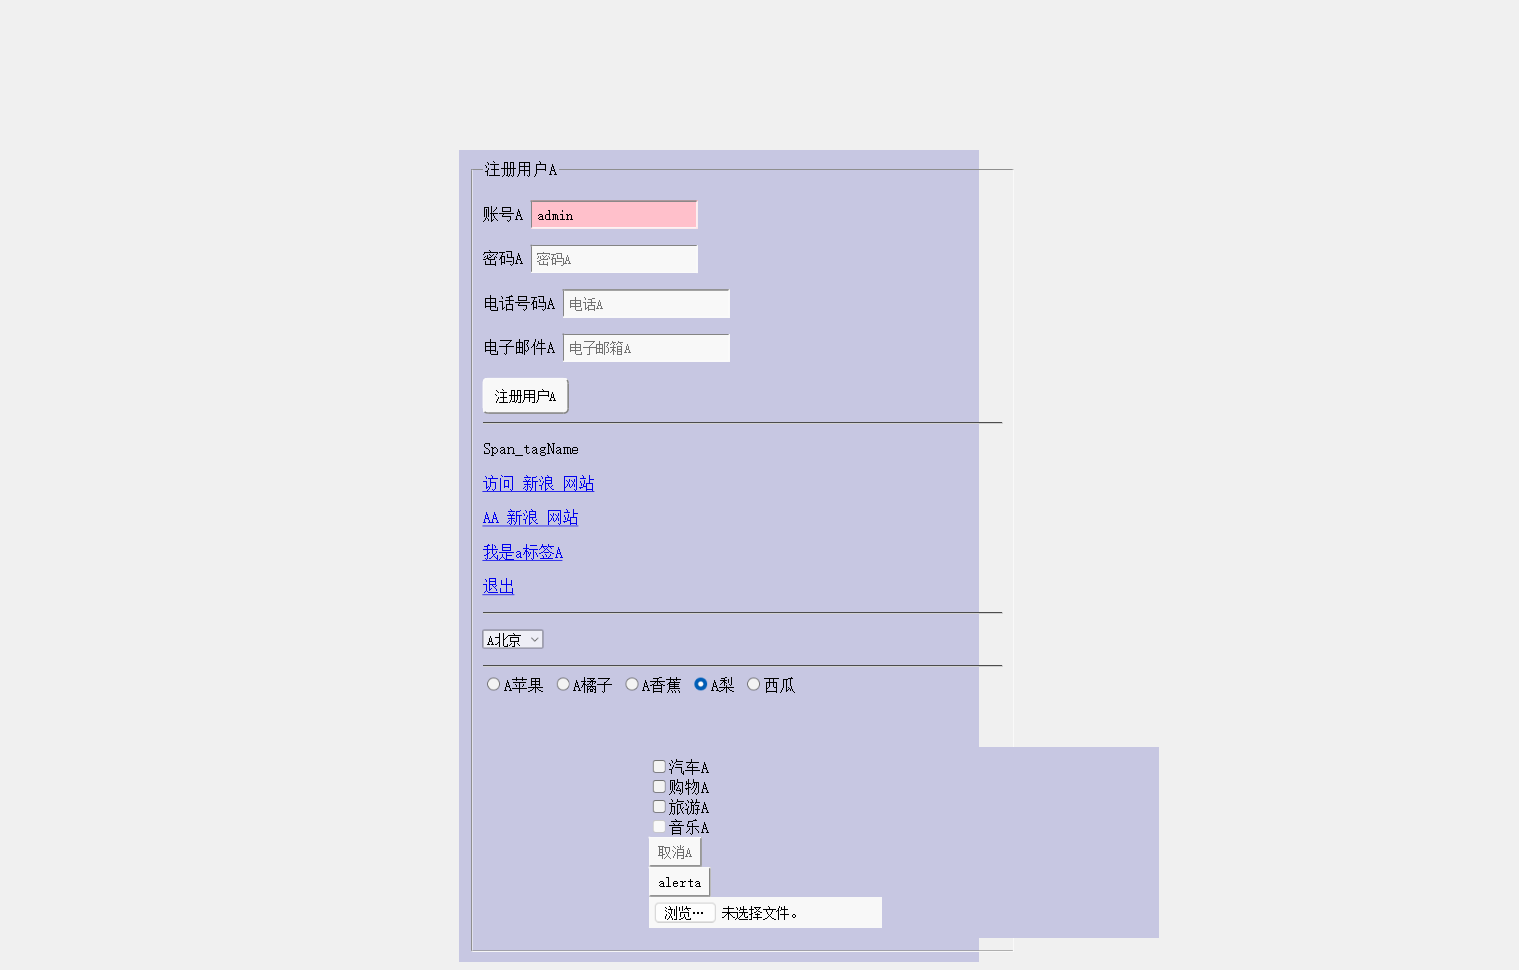 注册用户A
账号A admin
密码A 密码A
电话号码A 电话A
电子邮件A 电子邮箱A
注册用户A
Span_tagName
访问 新浪 网站
AA 新浪 网站
我是a标签A
退出
A北京
A苹果 A橘子 A香蕉 A梨 西瓜
汽车A
购物A
旅游A
音乐A
取消A
alerta
浏览… 未选择文件。